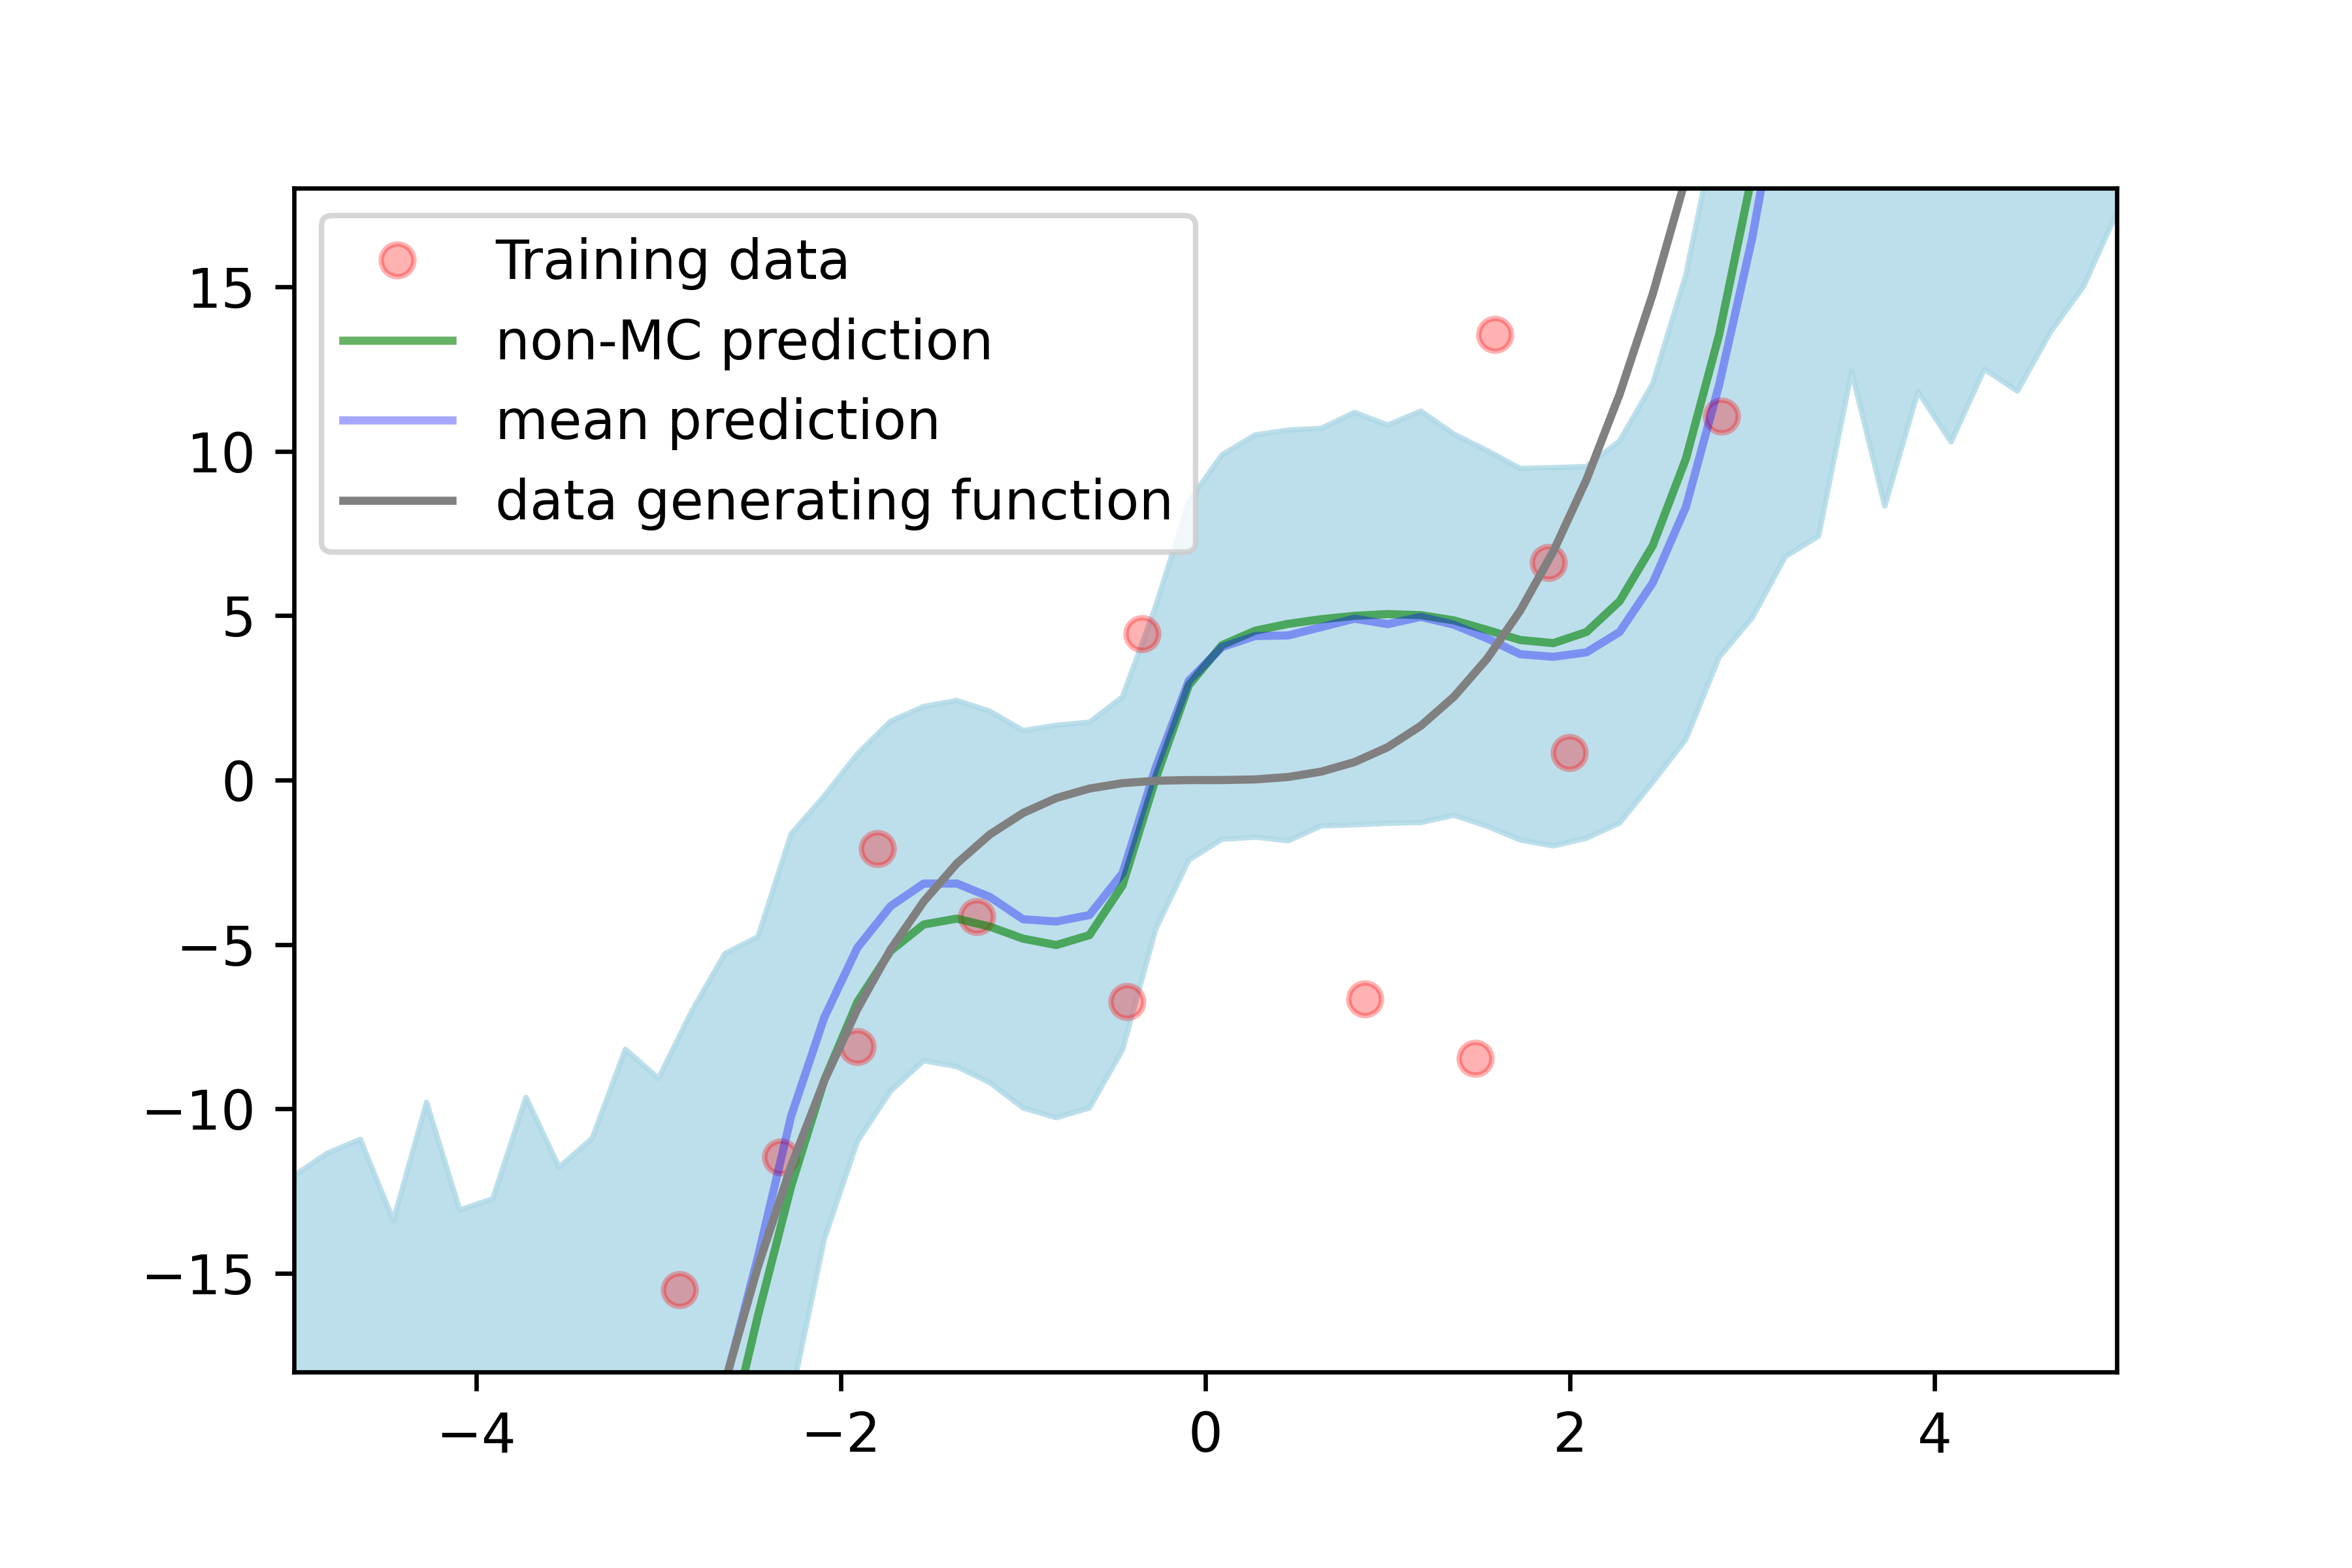 Training data
non-MC prediction
mean prediction
data generating function
15
10
5
0
−5
−10
−15
−4 −2 0 2 4